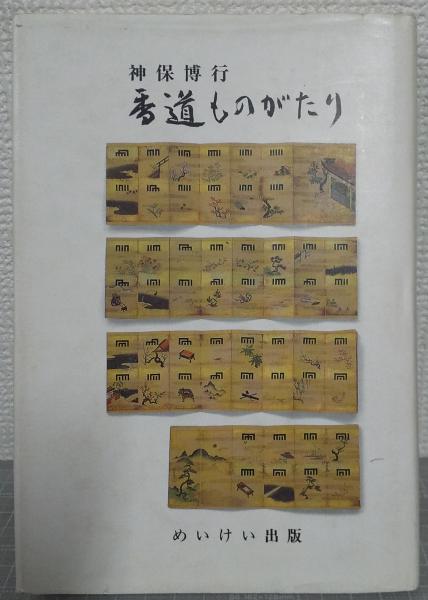 神保博行
香道ものがたり
めいけい出版